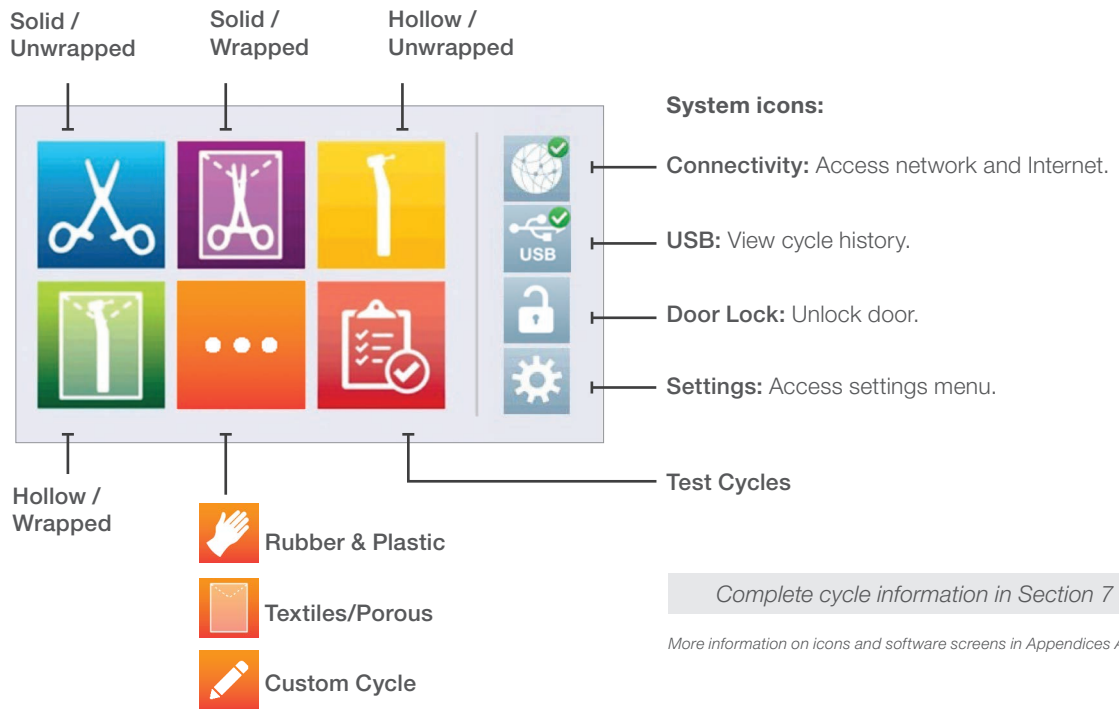 Solid /
Unwrapped
Solid /
Wrapped
Hollow /
Unwrapped
System icons:
Connectivity: Access network and Internet.
USB
USB: View cycle history.
Door Lock: Unlock door.
Settings: Access settings menu.
Hollow /
Wrapped
Test Cycles
Rubber & Plastic
Textiles/Porous
Custom Cycle
Complete cycle information in Section 7
More information on icons and software screens in Appendices A